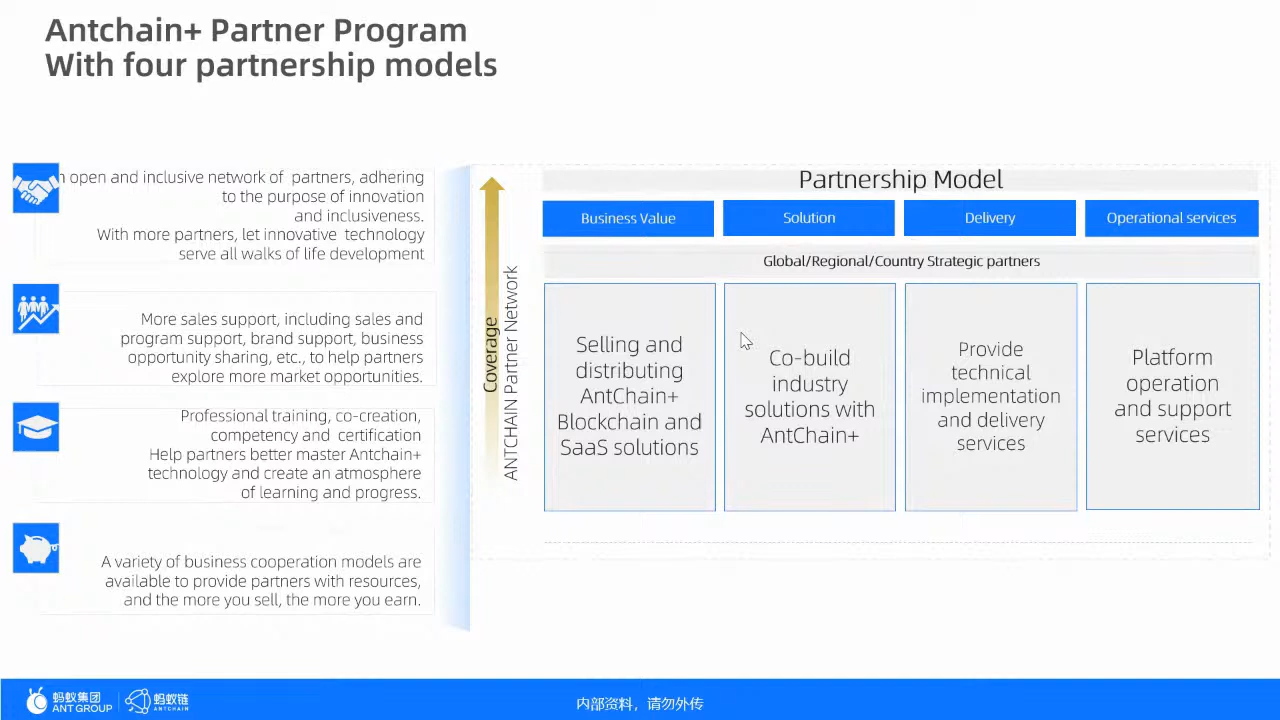 Antchain+ Partner Program
With four partnership models
open and inclusive network of partners, adhering
to the purpose of innovation
and inclusiveness.
With more partners, let innovative technology
serve all walks of life development
More sales support, including sales and
program support, brand support, business
opportunity sharing, etc., to help partners
explore more market opportunities.
Professional training, co-creation,
competency and certification
Help partners better master Antchain+
technology and create an atmosphere
of learning and progress.
A variety of business cooperation models are
available to provide partners with resources,
and the more you sell, the more you earn.
Coverage
ANTCHAIN Partner Network
Partnership Model
Business Value
Solution
Delivery
Operational services
Global/Regional/Country Strategic partners
Selling and
distributing
AntChain+
Blockchain and
SaaS solutions
Co-build
industry
solutions with
AntChain+
Provide
technical
implementation
and delivery
services
Platform
operation
and support
services
蚂蚁集团
ANT GROUP
蚂蚁链
ANTCHAIN
内部资料，请勿外传